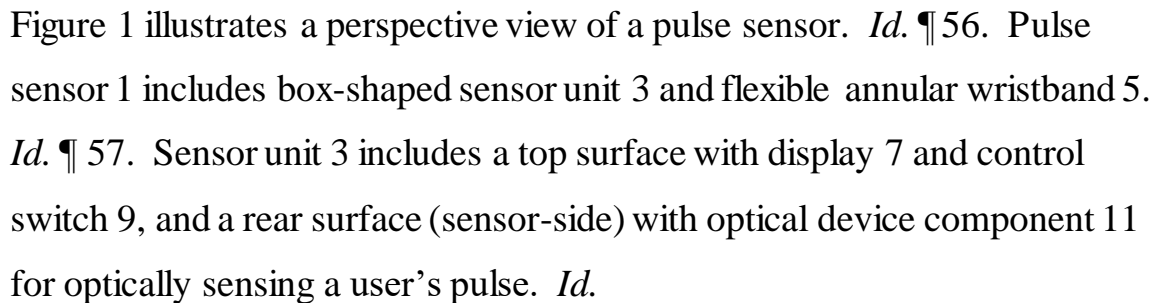 Figure 1 illustrates a perspective view of a pulse sensor. Id. ¶ 56. Pulse
sensor 1 includes box-shaped sensor unit 3 and flexible annular wristband 5.
Id. ¶ 57. Sensor unit 3 includes a top surface with display 7 and control
switch 9, and a rear surface (sensor-side) with optical device component 11
for optically sensing a user’s pulse. Id.